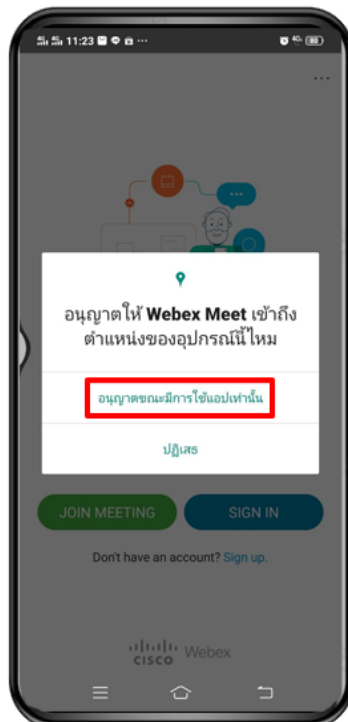 11:23
80
...
อนุญาตให้ Webex Meet เข้าถึง
ตำแหน่งของอุปกรณ์นี้ไหม
อนุญาตขณะมีการใช้แอปเท่านั้น
ปฏิเสธ
JOIN MEETING
SIGN IN
Don't have an account? Sign up.
CISCO Webex